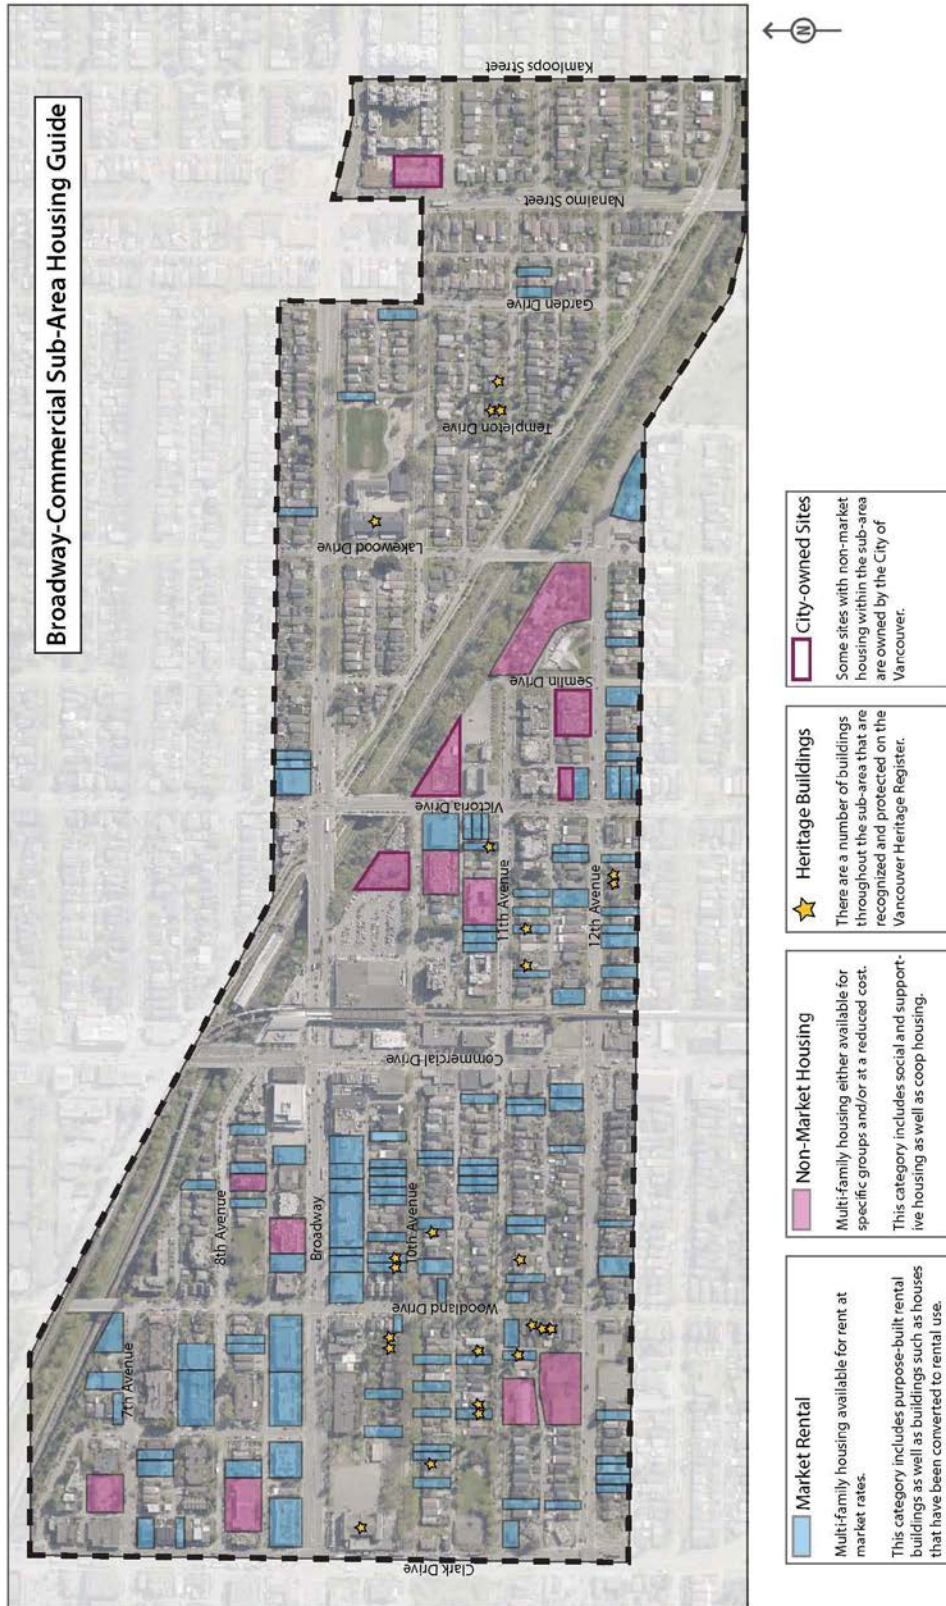 Broadway-Commercial Sub-Area Housing Guide
N
Kamloops Street
Nanaimo Street
Garden Drive
Templeton Drive
Lakewood Drive
Semlin Drive
Victoria Drive
11th Avenue
12th Avenue
Commercial Drive
8th Avenue
Broadway
10th Avenue
Woodland Drive
7th Avenue
Clark Drive
Market Rental
Multi-family housing available for rent at
market rates.
This category includes purpose-built rental
buildings as well as buildings such as houses
that have been converted to rental use.
Non-Market Housing
Multi-family housing either available for
specific groups and/or at a reduced cost.
This category includes social and support-
ive housing as well as coop housing.
Heritage Buildings
There are a number of buildings
throughout the sub-area that are
recognized and protected on the
Vancouver Heritage Register.
City-owned Sites
Some sites with non-market
housing within the sub-area
are owned by the City of
Vancouver.